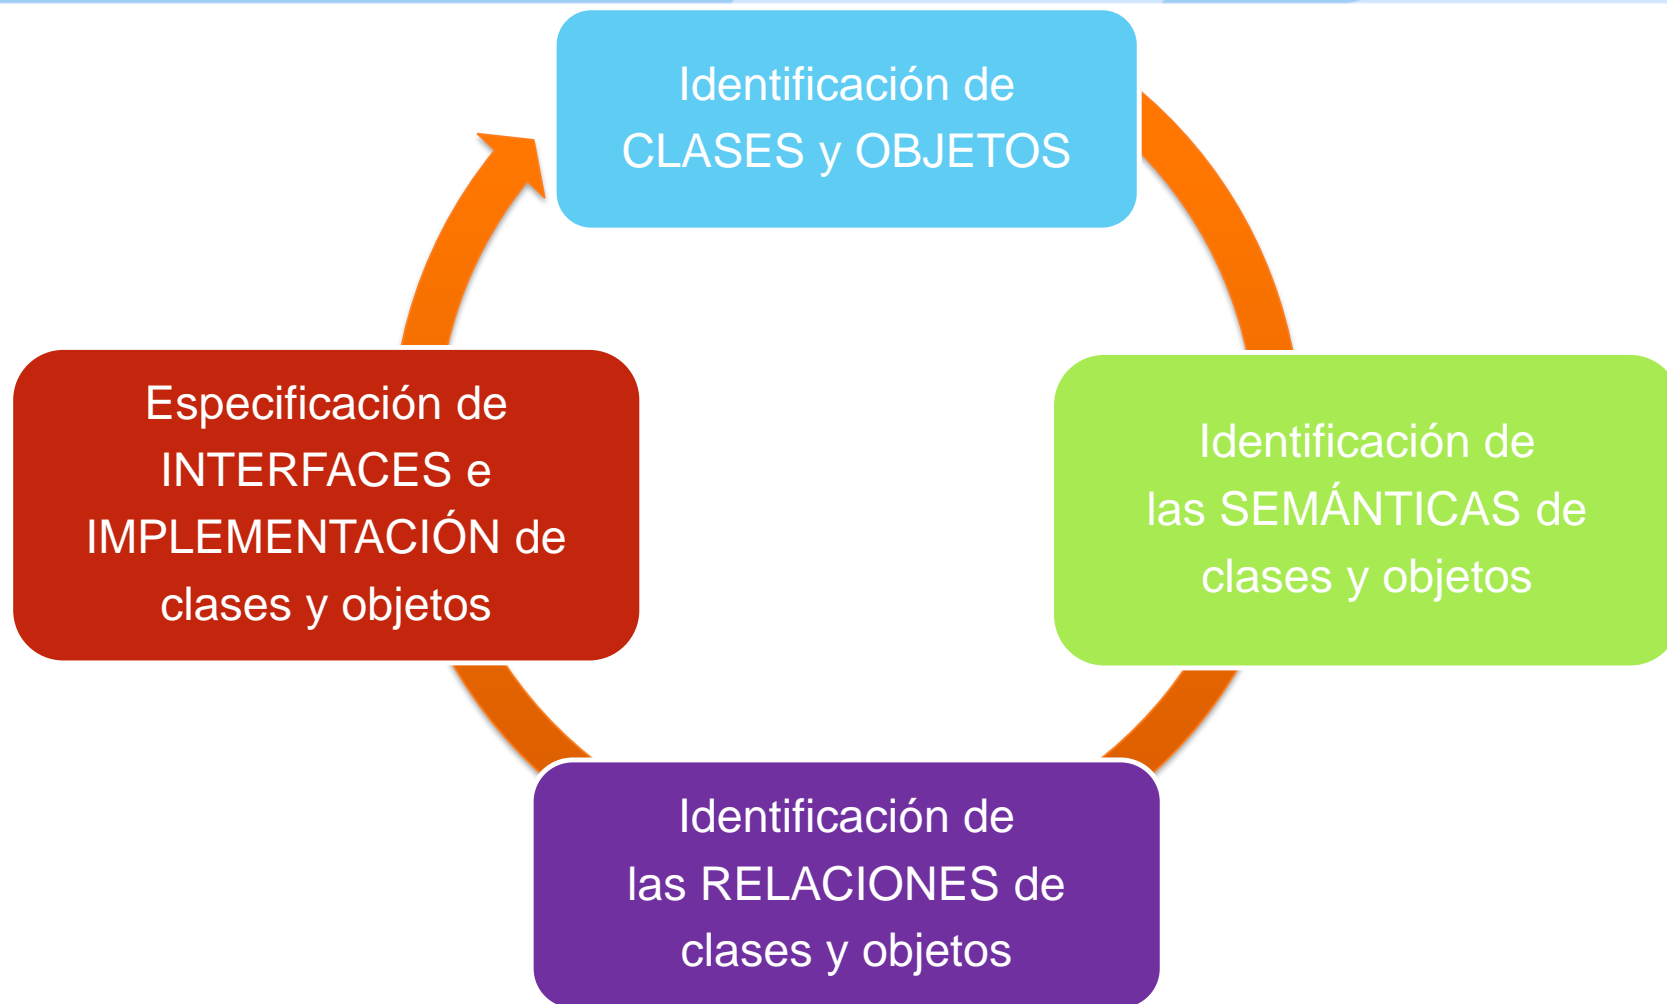 Identificación de
CLASES y OBJETOS
Especificación de
INTERFACES e
IMPLEMENTACIÓN de
clases y objetos
Identificación de
las SEMÁNTICAS de
clases y objetos
Identificación de
las RELACIONES de
clases y objetos